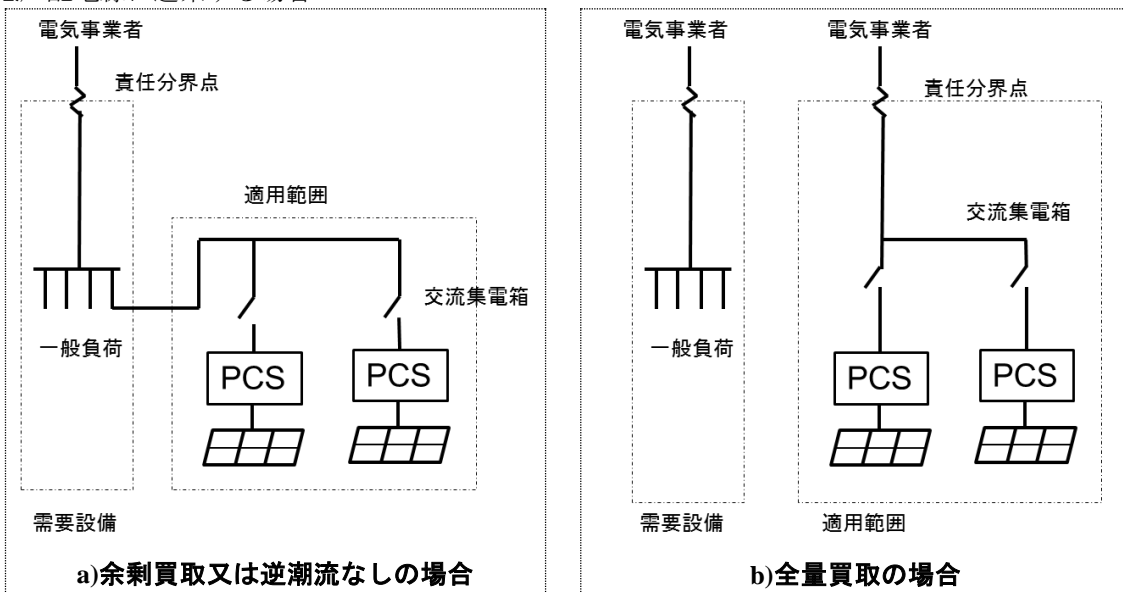 電気事業者
責任分界点
適用範囲
交流集電箱
一般負荷
PCS
PCS
需要設備
a)余剰買取又は逆潮流なしの場合
電気事業者
電気事業者
責任分界点
交流集電箱
一般負荷
PCS
PCS
需要設備
適用範囲
b)全量買取の場合